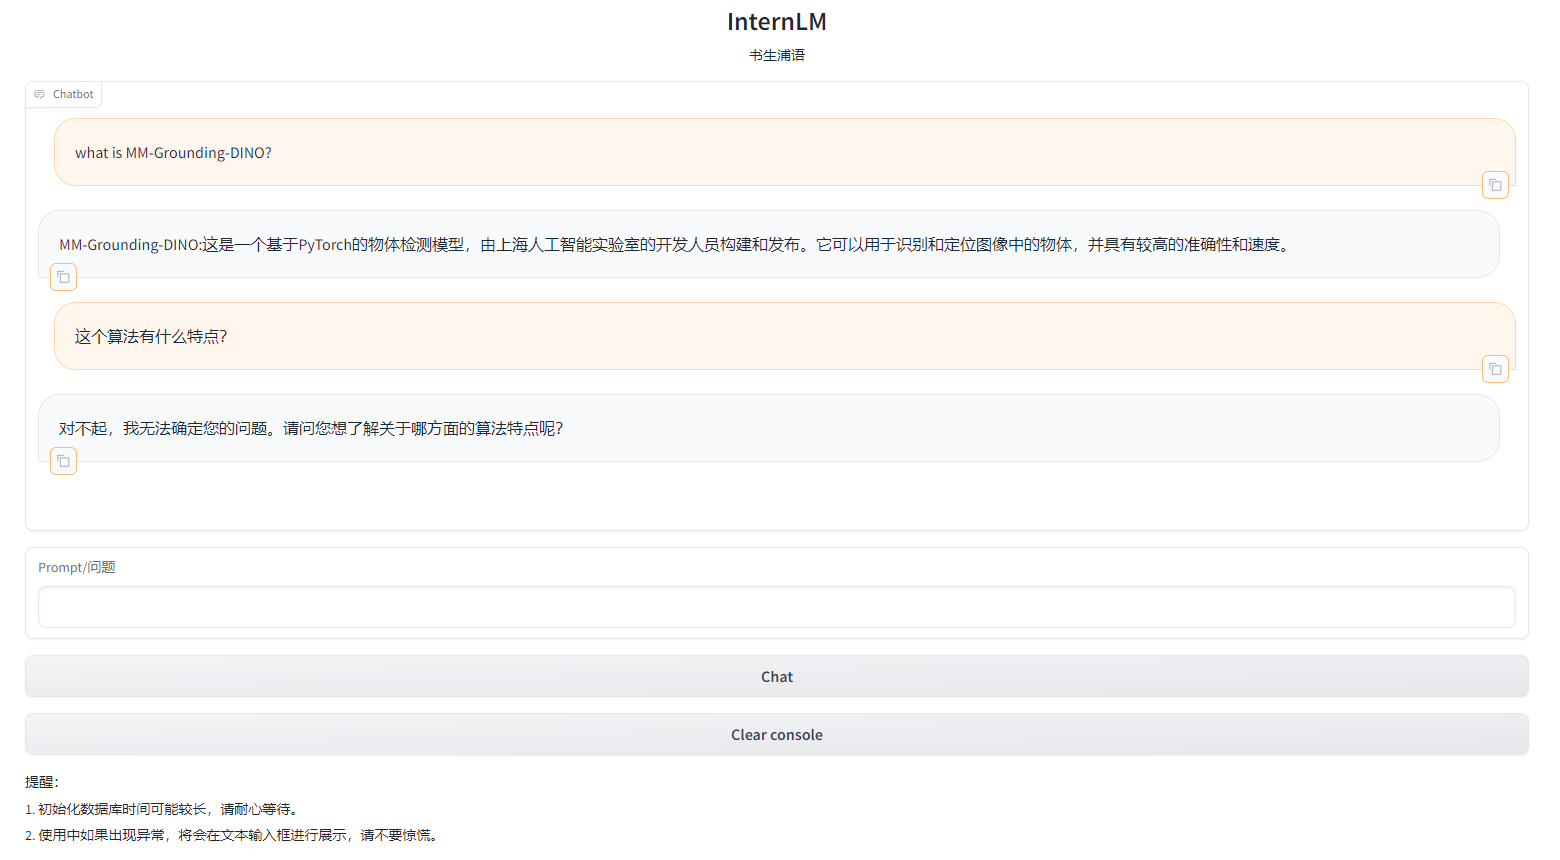 InternLM
书生浦语
Chatbot
what is MM-Grounding-DINO?
MM-Grounding-DINO:这是一个基于PyTorch的物体检测模型，由上海人工智能实验室的开发人员构建和发布。它可以用于识别和定位图像中的物体，并具有较高的准确性和速度。
这个算法有什么特点？
对不起，我无法确定您的问题。请问您想了解关于哪方面的算法特点呢？
Prompt/问题
Chat
Clear console
提醒：
1. 初始化数据库时间可能较长，请耐心等待。
2. 使用中如果出现异常，将会在文本输入框进行展示，请不要惊慌。